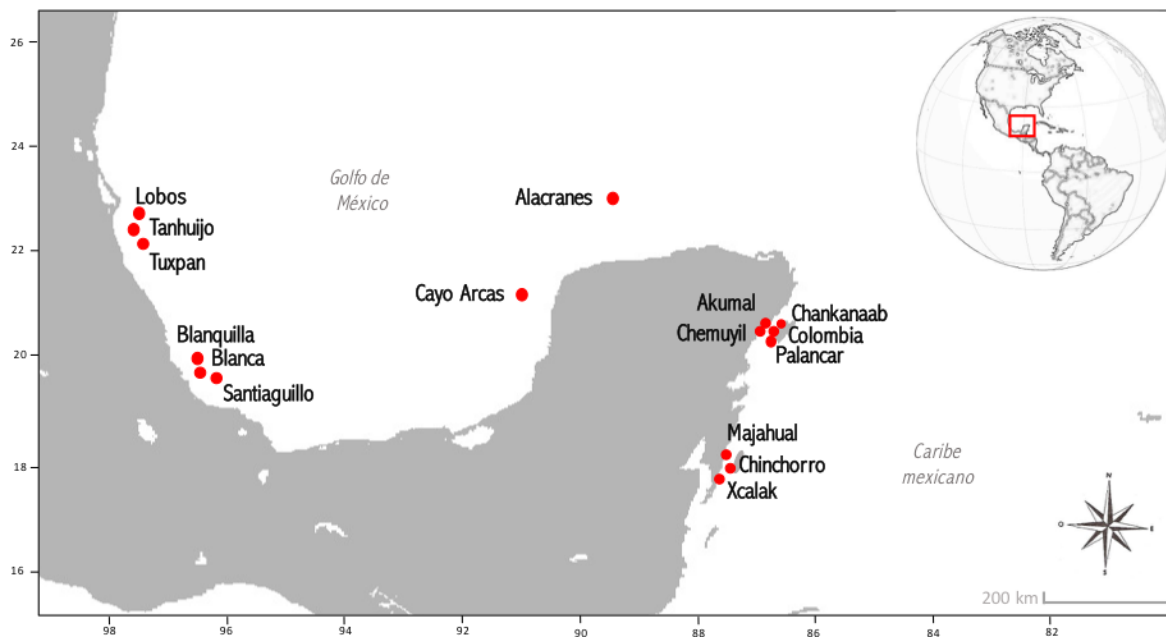 26
24
22
20
18
16
Golfo de
México
Lobos
Tanhuijo
Tuxpan
Alacranes
Cayo Arcas
Blanquilla
Blanca
Santiaguillo
Akumal
Chemuyil
Chankanaab
Colombia
Palancar
Majahual
Chinchorro
Xcalak
Caribe
mexicano
N
O
E
S
200 km
98
96
94
92
90
88
86
84
82